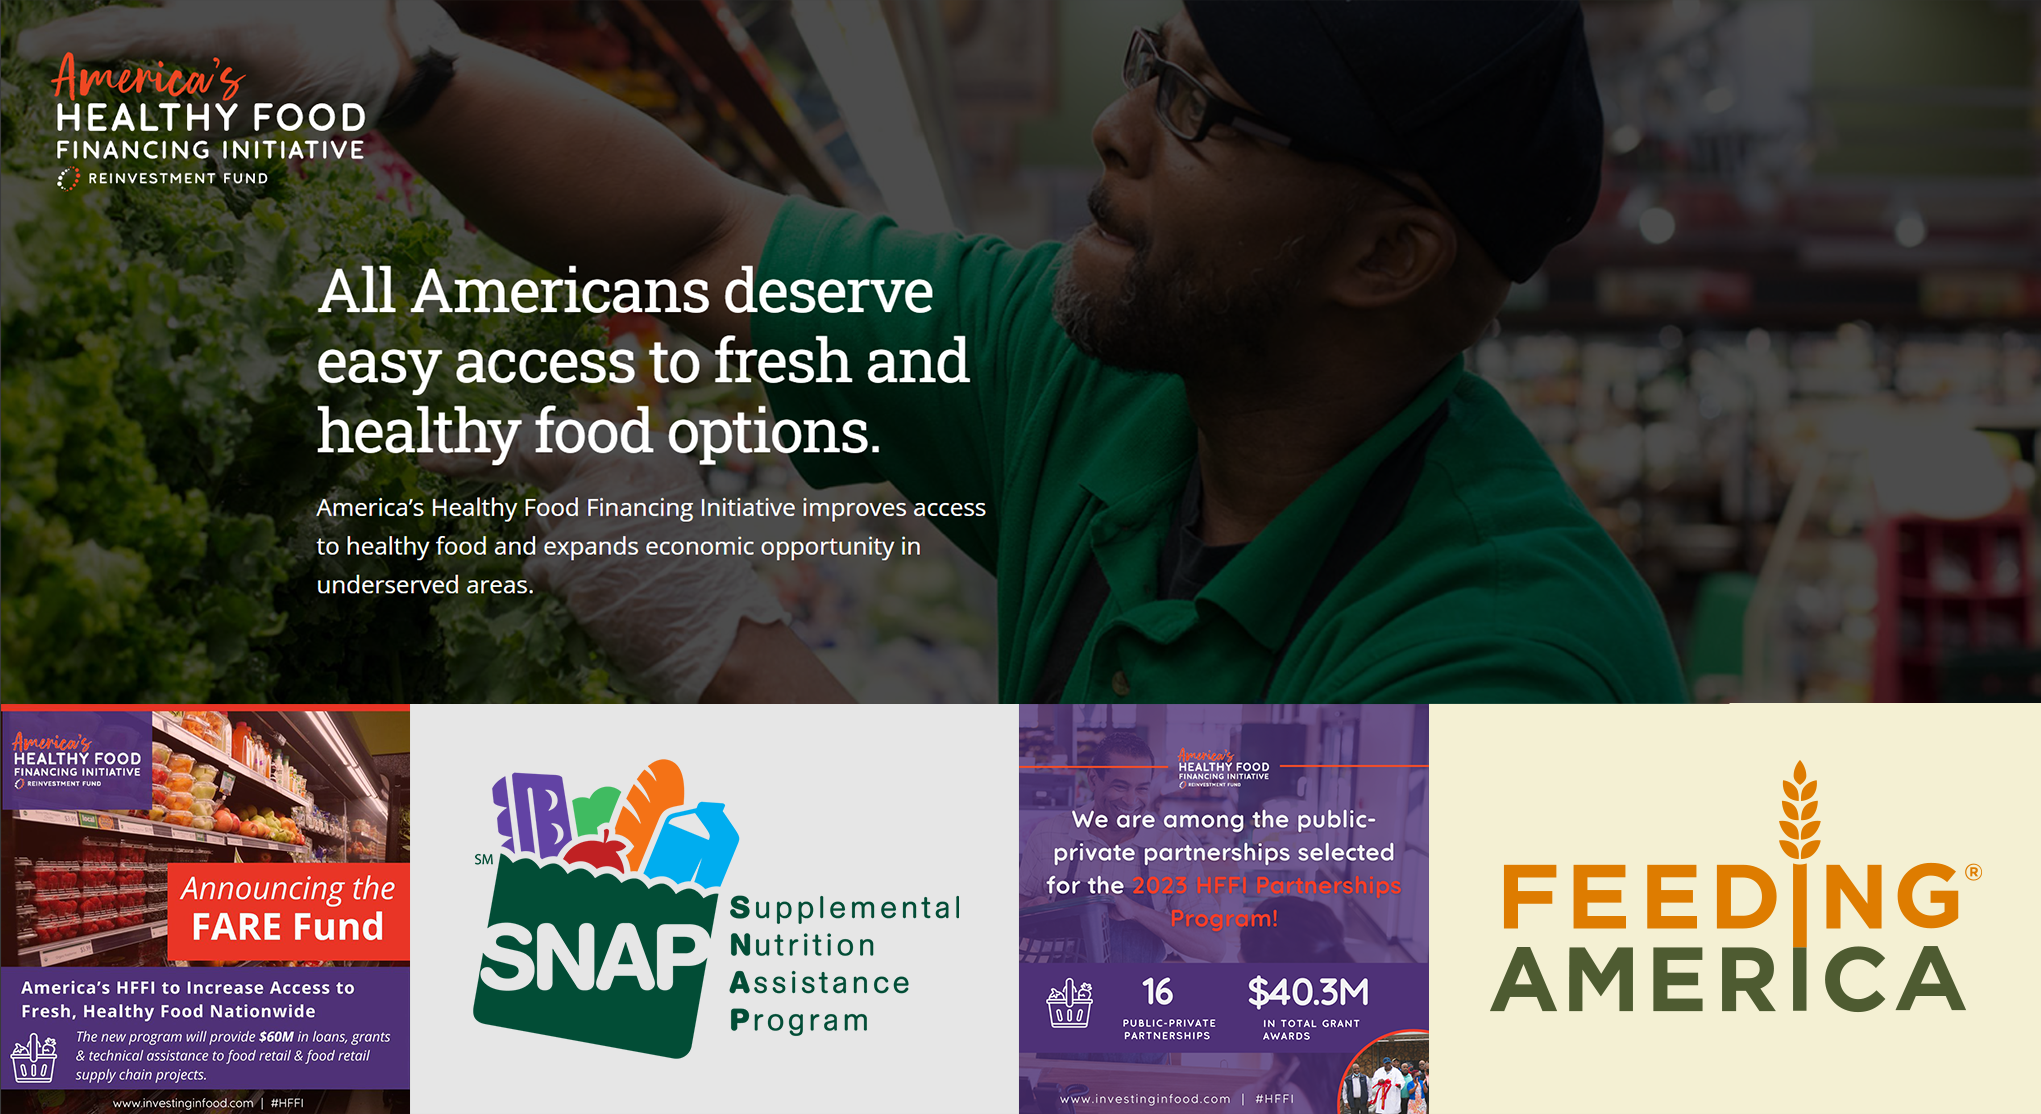 America's
HEALTHY FOOD
FINANCING INITIATIVE
REINVESTMENT FUND
All Americans deserve
easy access to fresh and
healthy food options.
America's Healthy Food Financing Initiative improves access
to healthy food and expands economic opportunity in
underserved areas.
America's
HEALTHY FOOD
FINANCING INITIATIVE
REINVESTMENT FUND
local
Announcing the
FARE Fund
America's HFFI to Increase Access to
Fresh, Healthy Food Nationwide
The new program will provide $60M in loans, grants
& technical assistance to food retail & food retail
supply chain projects.
www.investinginfood.com | #HFFI
SM
SNAP
Supplemental
Nutrition
Assistance
Program
America's
HEALTHY FOOD
FINANCING INITIATIVE
REINVESTMENT FUND
We are among the public-
private partnerships selected
for the 2023 HFFI Partnerships
Program!
16
PUBLIC-PRIVATE
PARTNERSHIPS
$40.3M
IN TOTAL GRANT
AWARDS
www.investinginfood.com | #HFFI
FEEDING®
AMERICA